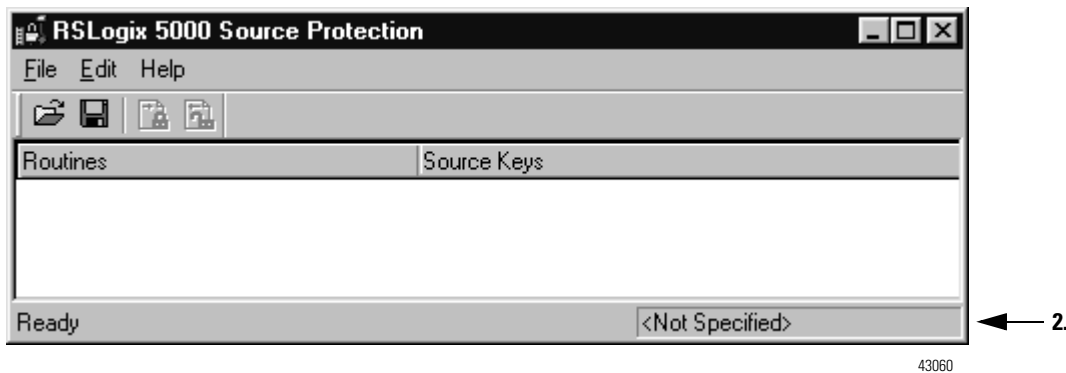 RSLogix 5000 Source Protection
File Edit Help
Routines Source Keys
Ready <Not Specified> 2.
43060